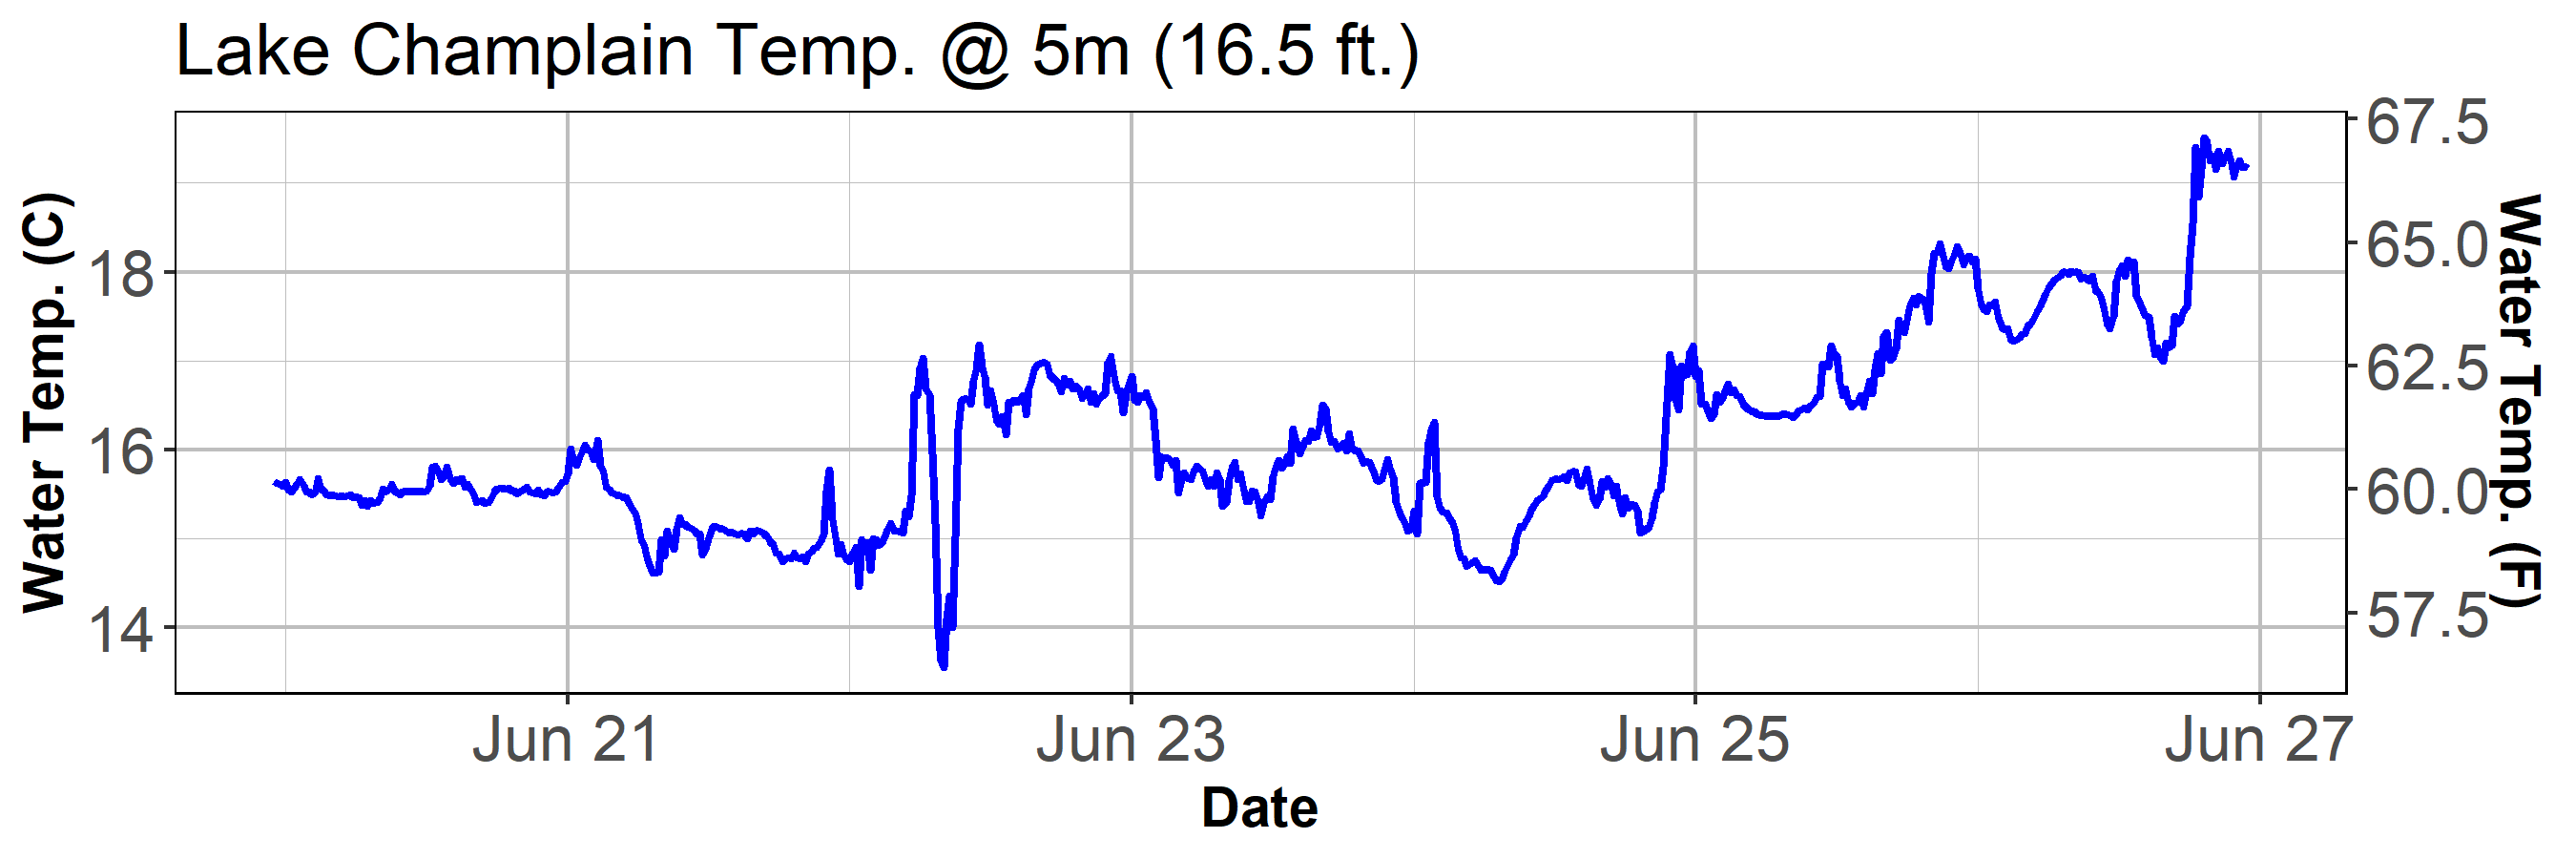 Lake Champlain Temp. @ 5m (16.5 ft.)
Water Temp. (C)
18
16
14
67.5
65.0
62.5
60.0
57.5
Water Temp. (F)
Jun 21
Jun 23
Jun 25
Jun 27
Date